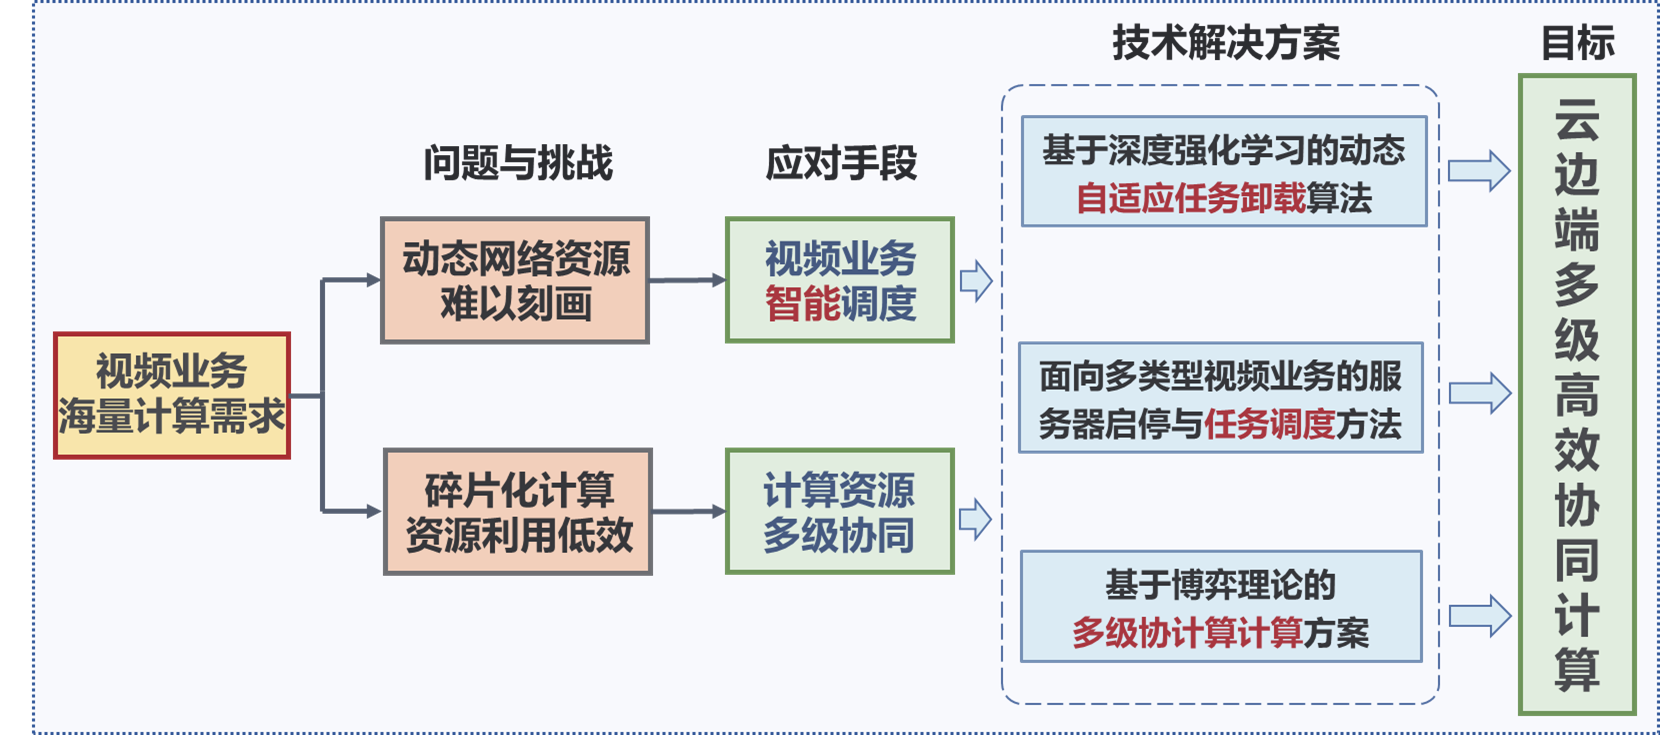 视频业务
海量计算需求
问题与挑战
动态网络资源
难以刻画
碎片化计算
资源利用低效
应对手段
视频业务
智能调度
计算资源
多级协同
技术解决方案
基于深度强化学习的动态
自适应任务卸载算法
面向多类型视频业务的服
务器启停与任务调度方法
基于博弈理论的
多级协计算计算方案
目标
云
边
端
多
级
高
效
协
同
计
算